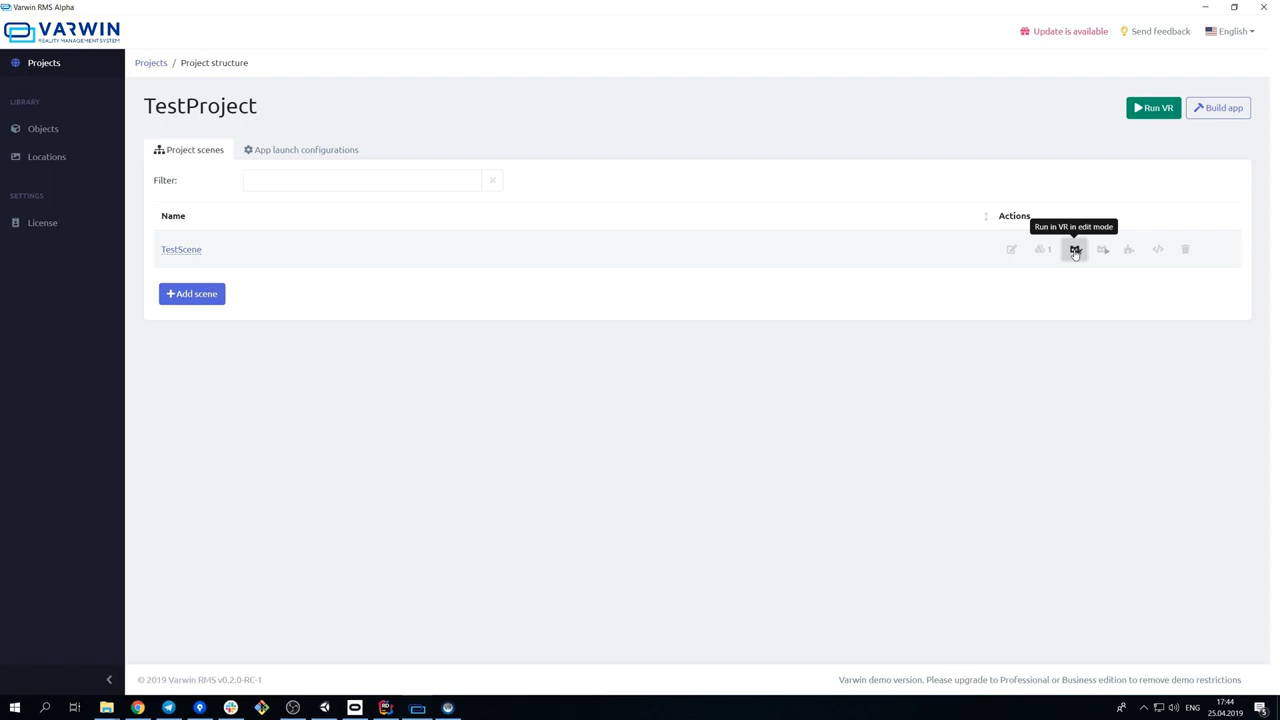 Varwin RMS Alpha
VARWIN
REALITY MANAGEMENT SYSTEM
Update is available
Send feedback
English
Projects
Projects / Project structure
LIBRARY
Objects
Locations
SETTINGS
License
TestProject
Run VR
Build app
Project scenes
App launch configurations
Filter:
Name
Actions
Run in VR in edit mode
TestScene
1
Add scene
© 2019 Varwin RMS v0.2.0-RC-1
Varwin demo version. Please upgrade to Professional or Business edition to remove demo restrictions
ENG
17:44
25.04.2019
5